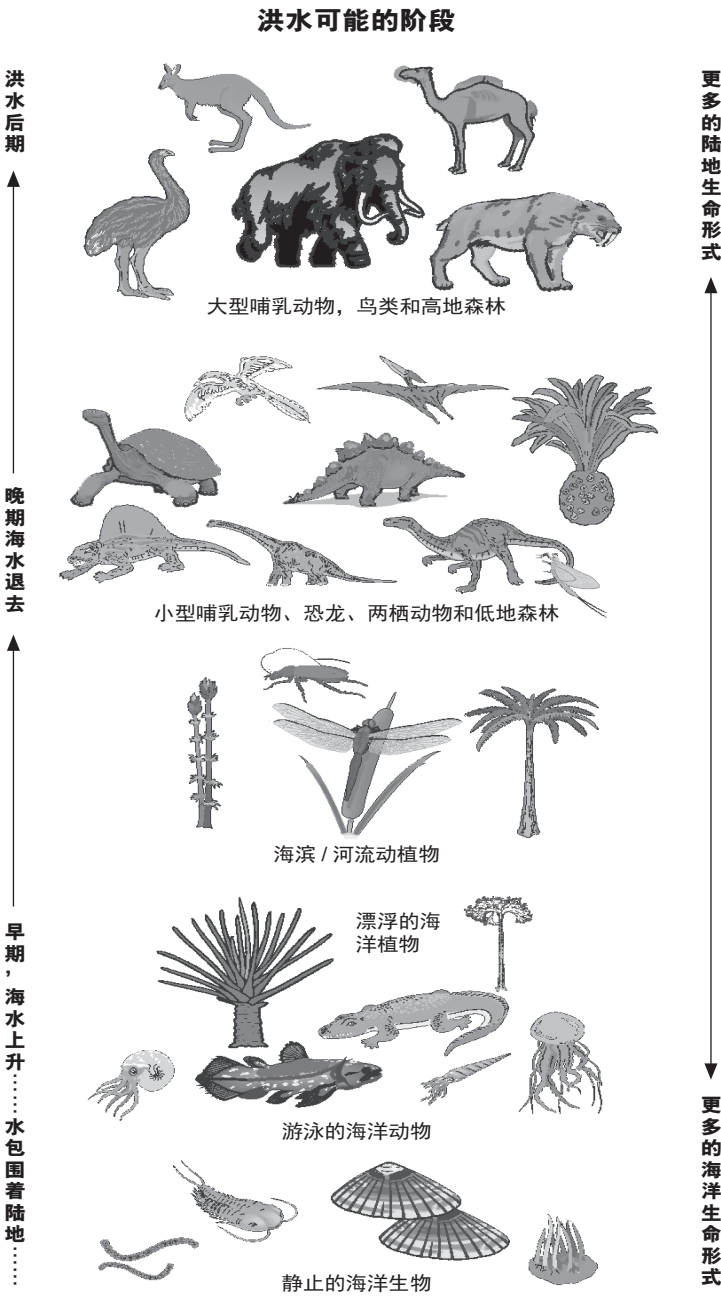 洪水可能的阶段
洪水后期
更多的陆地生命形式
大型哺乳动物，鸟类和高地森林
晚期海水退去
小型哺乳动物、恐龙、两栖动物和低地森林
海滨 / 河流动植物
漂浮的海
洋植物
早期，海水上升……水包围着陆地……
游泳的海洋动物
更多的海洋生命形式
静止的海洋生物